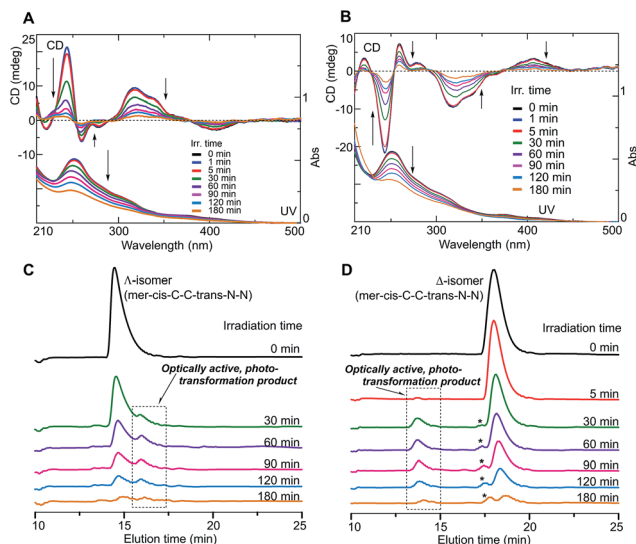 A
25
20
10
0
-10
CD (mdeg)
CD
Irr. time
0 min
1 min
5 min
30 min
60 min
90 min
120 min
180 min
1
Abs
0
UV
210
300
400
500
Wavelength (nm)
B
10
0
-10
-20
CD (mdeg)
CD
Irr. time
0 min
1 min
5 min
30 min
60 min
90 min
120 min
180 min
1
Abs
0
UV
210
300
400
500
Wavelength (nm)
C
Λ-isomer
(mer-cis-C-C-trans-N-N)
Irradiation time
0 min
Optically active, photo-
transformation product
30 min
60 min
90 min
120 min
180 min
10
15
20
25
Elution time (min)
D
Δ-isomer
(mer-cis-C-C-trans-N-N)
Irradiation time
0 min
Optically active, photo-
transformation product
5 min
* 30 min
* 60 min
* 90 min
* 120 min
* 180 min
10
15
20
25
Elution time (min)